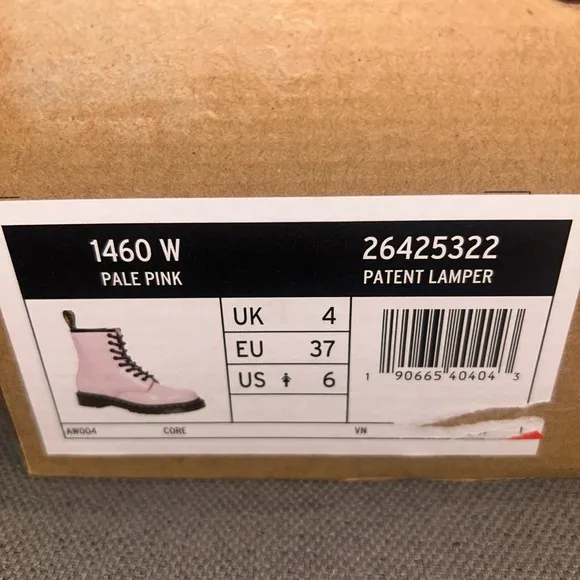 1460 W
PALE PINK
26425322
PATENT LAMPER
UK 4
EU 37
US 6
1 90665 40404 3
AW004 CORE VN